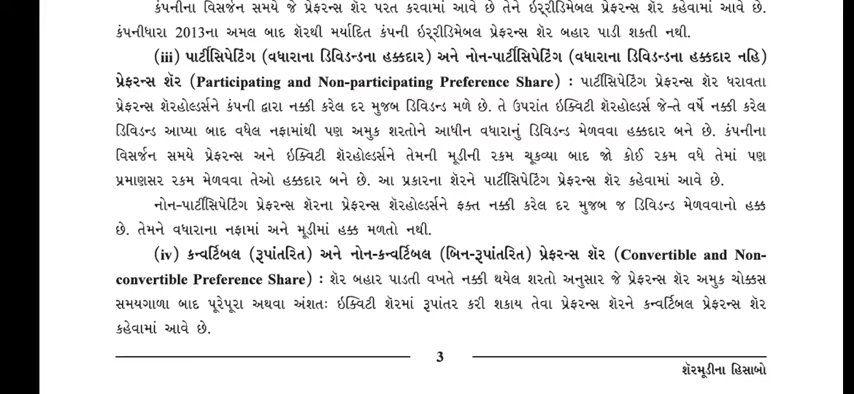 કંપનીના વિસર્જન સમયે જે પ્રેફરન્સ શૅર પરત કરવામાં આવે છે તેને ઇર્‌રીડિમેબલ પ્રેફરન્સ શૅર કહેવામાં આવે છે.
કંપનીધારા 2013ના અમલ બાદ શૅરથી મર્યાદિત કંપની ઇર્‌રીડિમેબલ પ્રેફરન્સ શૅર બહાર પાડી શકતી નથી.
(iii) પાર્ટીસિપેટિંગ (વધારાના ડિવિડન્ડના હક્કદાર) અને નોન-પાર્ટીસિપેટિંગ (વધારાના ડિવિડન્ડના હક્કદાર નહિ)
પ્રેફરન્સ શૅર (Participating and Non-participating Preference Share) : પાર્ટીસિપેટિંગ પ્રેફરન્સ શૅર ધરાવતા
પ્રેફરન્સ શૅરહોલ્ડર્સને કંપની દ્વારા નક્કી કરેલ દર મુજબ ડિવિડન્ડ મળે છે. તે ઉપરાંત ઇક્વિટી શૅરહોલ્ડર્સ જે-તે વર્ષે નક્કી કરેલ
ડિવિડન્ડ આપ્યા બાદ વધેલ નફામાંથી પણ અમુક શરતોને આધીન વધારાનું ડિવિડન્ડ મેળવવા હક્કદાર બને છે. કંપનીના
વિસર્જન સમયે પ્રેફરન્સ અને ઇક્વિટી શૅરહોલ્ડર્સને તેમની મૂડીની રકમ ચૂકવ્યા બાદ જો કોઈ રકમ વધે તેમાં પણ
પ્રમાણસર રકમ મેળવવા તેઓ હક્કદાર બને છે. આ પ્રકારના શૅરને પાર્ટીસિપેટિંગ પ્રેફરન્સ શૅર કહેવામાં આવે છે.
નોન-પાર્ટીસિપેટિંગ પ્રેફરન્સ શૅરના પ્રેફરન્સ શૅરહોલ્ડર્સને ફક્ત નક્કી કરેલ દર મુજબ જ ડિવિડન્ડ મેળવવાનો હક્ક
છે. તેમને વધારાના નફામાં અને મૂડીમાં હક્ક મળતો નથી.
(iv) કન્વર્ટિબલ (રૂપાંતરિત) અને નોન-કન્વર્ટિબલ (બિન-રૂપાંતરિત) પ્રેફરન્સ શૅર (Convertible and Non-
convertible Preference Share) : શૅર બહાર પાડતી વખતે નક્કી થયેલ શરતો અનુસાર જે પ્રેફરન્સ શૅર અમુક ચોક્કસ
સમયગાળા બાદ પૂરેપૂરા અથવા અંશતઃ ઇક્વિટી શૅરમાં રૂપાંતર કરી શકાય તેવા પ્રેફરન્સ શૅરને કન્વર્ટિબલ પ્રેફરન્સ શૅર
કહેવામાં આવે છે.
3
શૅરમૂડીના હિસાબો